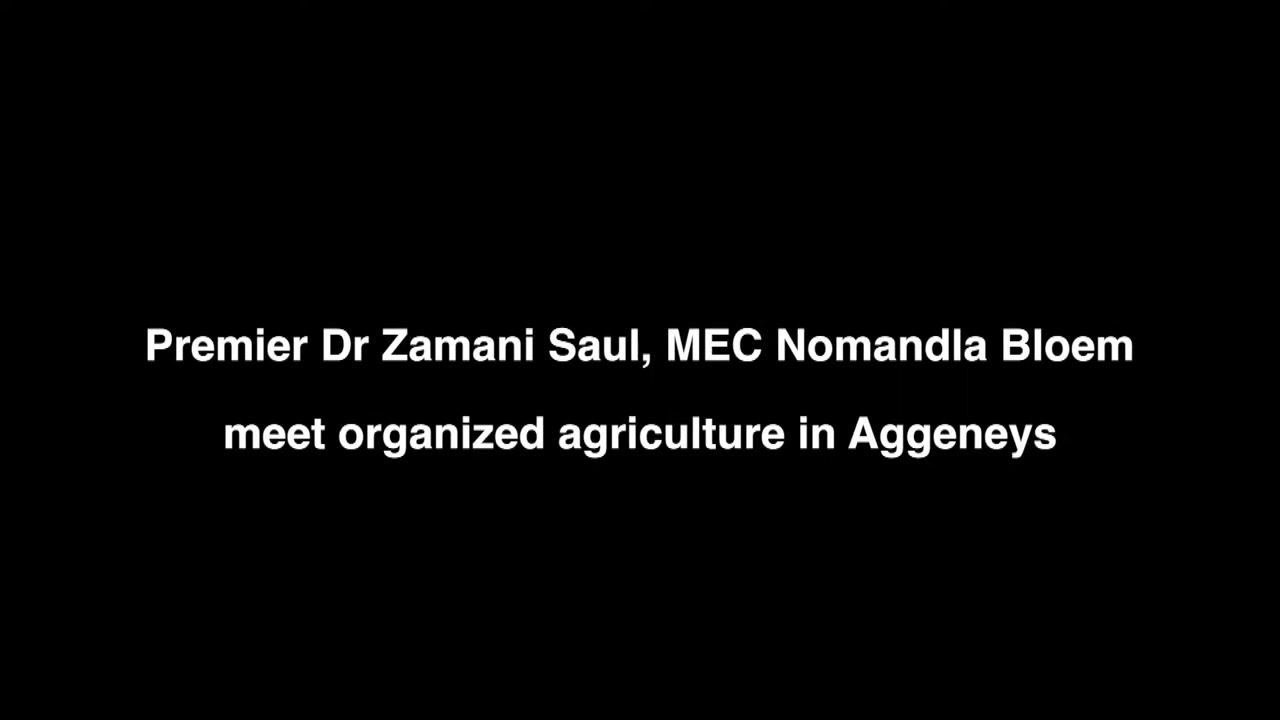 Premier Dr Zamani Saul, MEC Nomandla Bloem
meet organized agriculture in Aggeneys